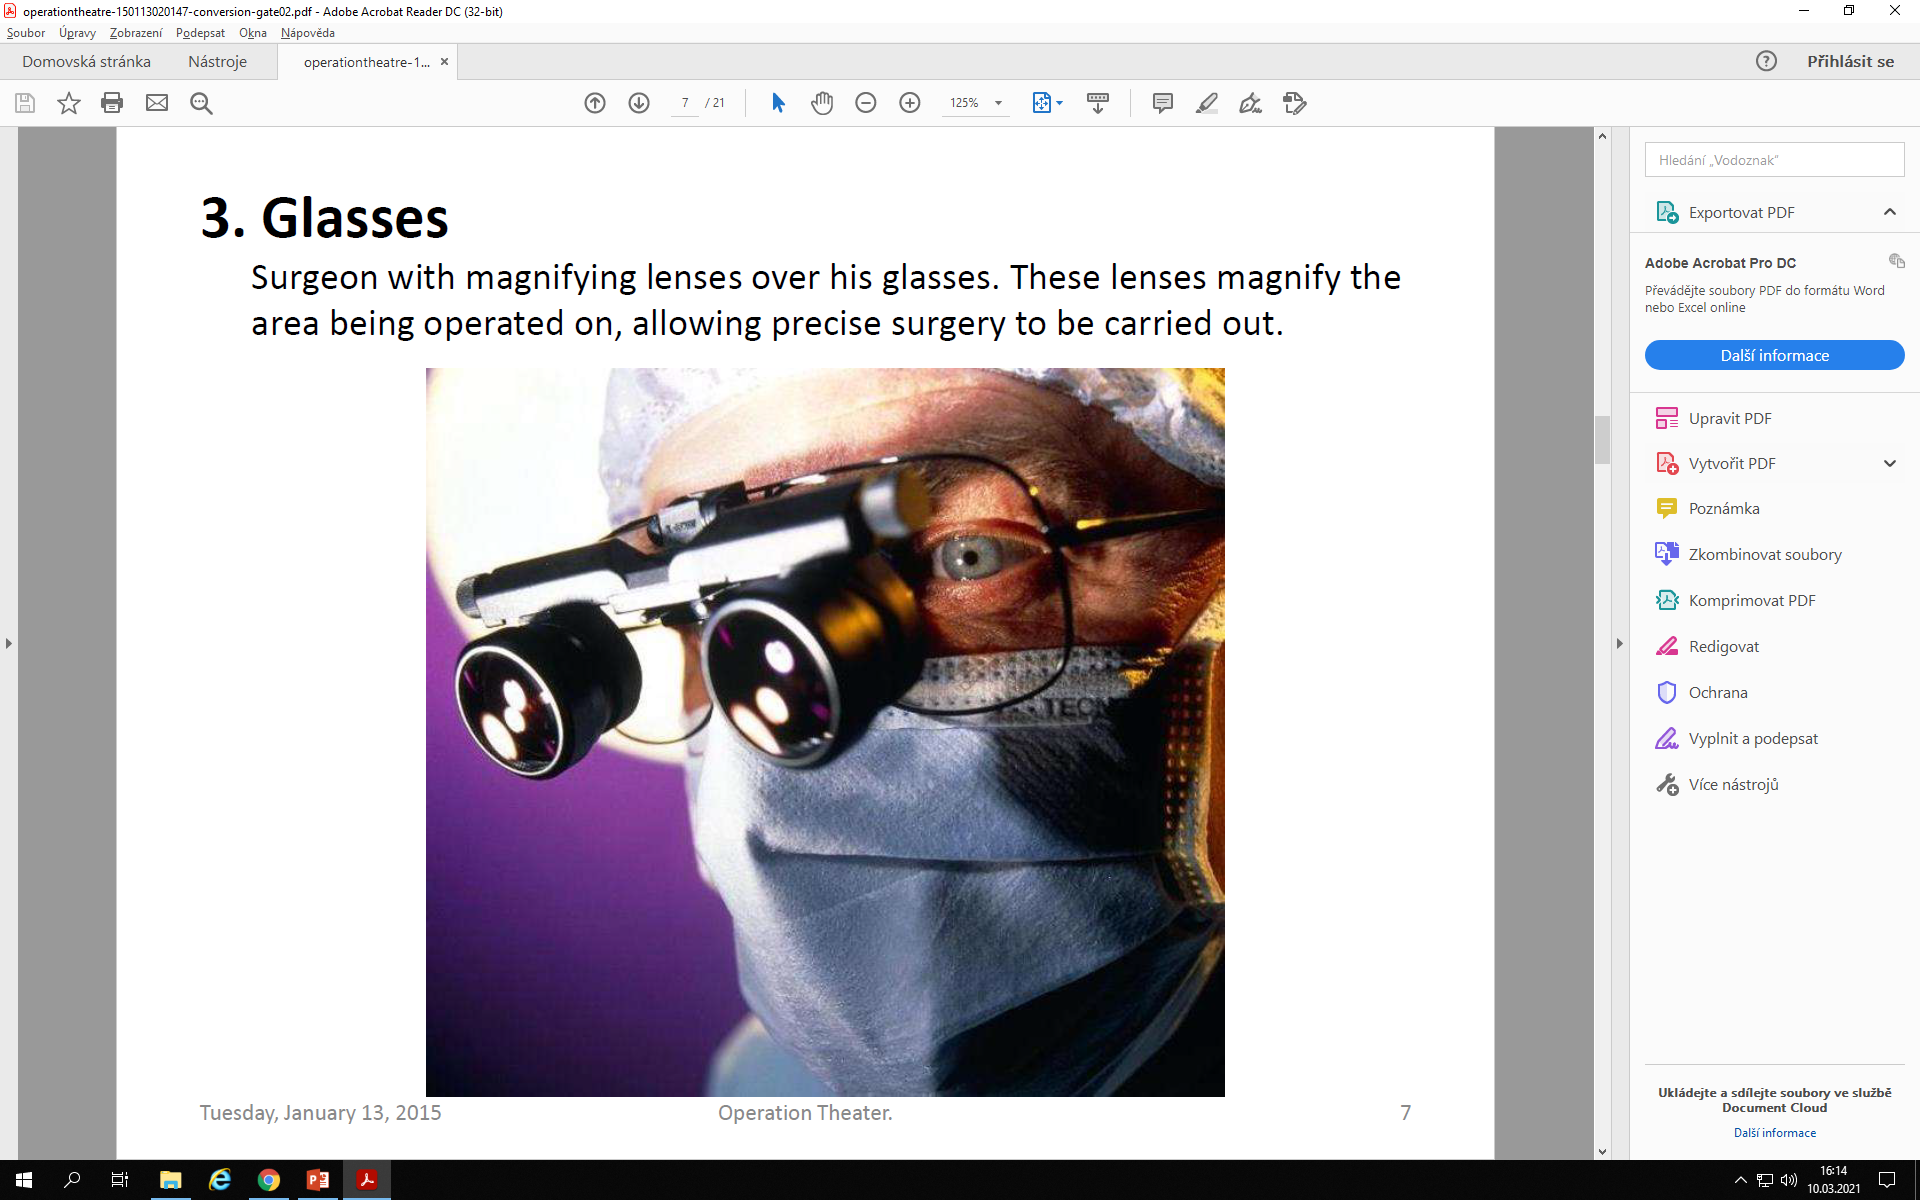 operationtheatre-150113020147-conversion-gate02.pdf - Adobe Acrobat Reader DC (32-bit)
Soubor Úpravy Zobrazení Podepsat Okna Nápověda
Domovská stránka Nástroje operationtheatre-1... Přihlásit se
7 / 21 125%
3. Glasses
Surgeon with magnifying lenses over his glasses. These lenses magnify the
area being operated on, allowing precise surgery to be carried out.
TECN
Tuesday, January 13, 2015 Operation Theater. 7
Hledání „Vodoznak“
Exportovat PDF
Adobe Acrobat Pro DC
Převádějte soubory PDF do formátu Word
nebo Excel online
Další informace
Upravit PDF
Vytvořit PDF
Poznámka
Zkombinovat soubory
Komprimovat PDF
Redigovat
Ochrana
Vyplnit a podepsat
Více nástrojů
Ukládejte a sdílejte soubory ve službě
Document Cloud
Další informace
16:14
10.03.2021